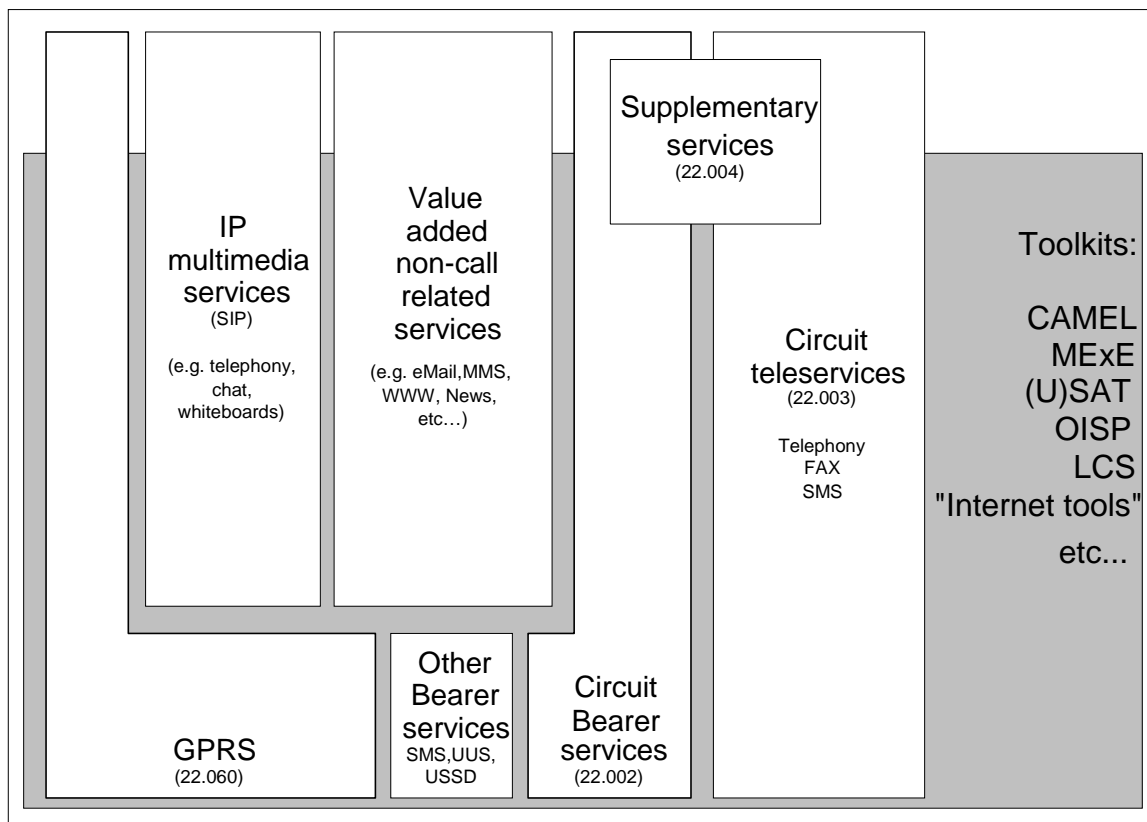 Supplementary
services
(22.004)
IP
multimedia
services
(SIP)
(e.g. telephony,
chat,
whiteboards)
Value
added
non-call
related
services
(e.g. eMail,MMS,
WWW, News,
etc…)
Circuit
teleservices
(22.003)
Telephony
FAX
SMS
Toolkits:
CAMEL
MExE
(U)SAT
OISP
LCS
"Internet tools"
etc...
GPRS
(22.060)
Other
Bearer
services
SMS,UUS,
USSD
Circuit
Bearer
services
(22.002)